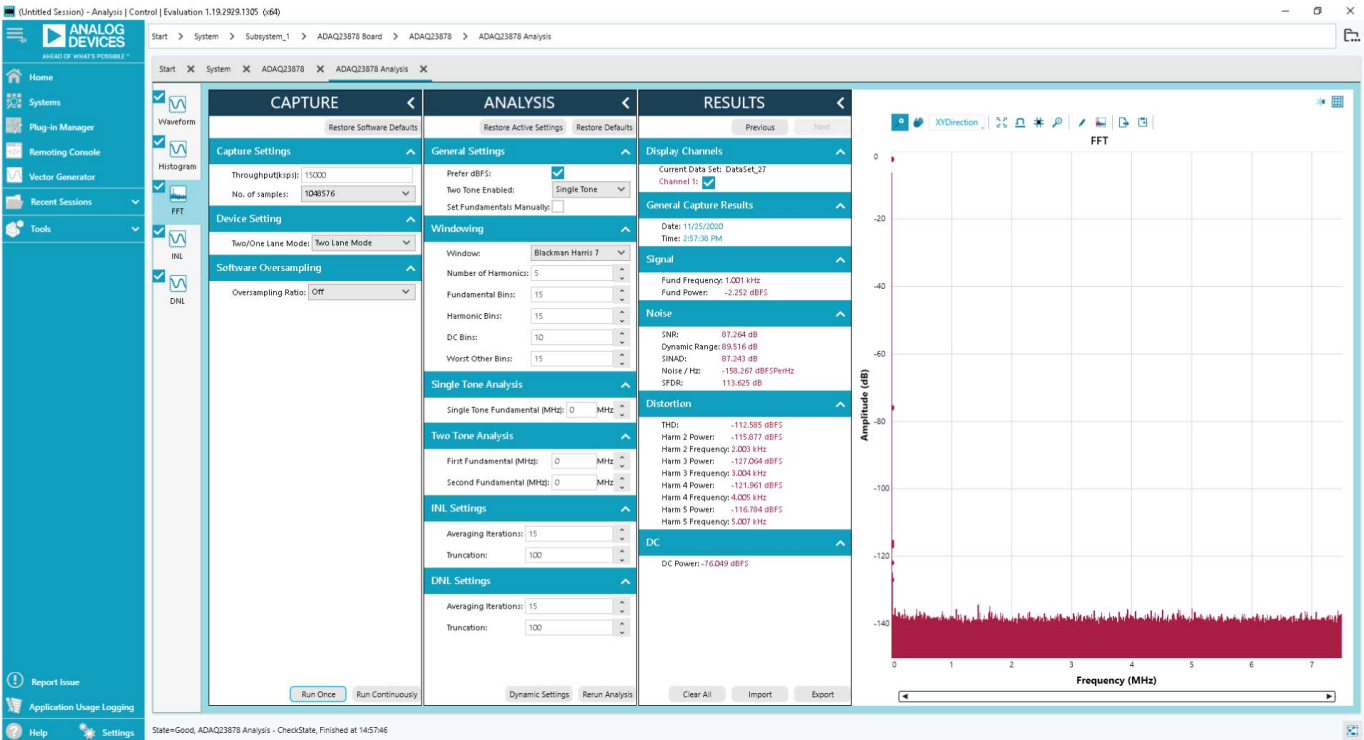 (Untitled Session) - Analysis | Control | Evaluation 1.19.2929.1305 (x64)
ANALOG
DEVICES
AHEAD OF WHAT'S POSSIBLE™
Start > System > Subsystem_1 > ADAQ23878 Board > ADAQ23878 > ADAQ23878 Analysis
Start System ADAQ23878 ADAQ23878 Analysis
Home
Systems
Plug-in Manager
Remoting Console
Vector Generator
Recent Sessions
Tools
Report Issue
Application Usage Logging
Help Settings
Waveform
Histogram
FFT
INL
DNL
CAPTURE
Restore Software Defaults
Capture Settings
Throughput(ksps): 15000
No. of samples: 1048576
Device Setting
Two/One Lane Mode: Two Lane Mode
Software Oversampling
Oversampling Ratio: Off
Run Once Run Continuously
ANALYSIS
Restore Active Settings Restore Defaults
General Settings
Prefer dBFS:
Two Tone Enabled: Single Tone
Set Fundamentals Manually:
Windowing
Window: Blackman Harris 7
Number of Harmonics: 5
Fundamental Bins: 15
Harmonic Bins: 15
DC Bins: 10
Worst Other Bins: 15
Single Tone Analysis
Single Tone Fundamental (MHz): 0 MHz
Two Tone Analysis
First Fundamental (MHz): 0 MHz
Second Fundamental (MHz): 0 MHz
INL Settings
Averaging Iterations: 15
Truncation: 100
DNL Settings
Averaging Iterations: 15
Truncation: 100
Dynamic Settings Rerun Analysis
RESULTS
Previous Next
Display Channels
Current Data Set: DataSet_27
Channel 1:
General Capture Results
Date: 11/25/2020
Time: 2:57:38 PM
Signal
Fund Frequency: 1.001 kHz
Fund Power: -2.252 dBFS
Noise
SNR: 87.264 dB
Dynamic Range: 89.516 dB
SINAD: 87.243 dB
Noise / Hz: -158.267 dBFSPerHz
SFDR: 113.625 dB
Distortion
THD: -112.585 dBFS
Harm 2 Power: -115.877 dBFS
Harm 2 Frequency: 2.003 kHz
Harm 3 Power: -127.064 dBFS
Harm 3 Frequency: 3.004 kHz
Harm 4 Power: -121.961 dBFS
Harm 4 Frequency: 4.005 kHz
Harm 5 Power: -116.784 dBFS
Harm 5 Frequency: 5.007 kHz
DC
DC Power: -76.049 dBFS
Clear All Import Export
XYDirection
FFT
0
-20
-40
-60
-80
-100
-120
-140
Amplitude (dB)
0 1 2 3 4 5 6 7
Frequency (MHz)
State=Good, ADAQ23878 Analysis - CheckState, Finished at 14:57:46